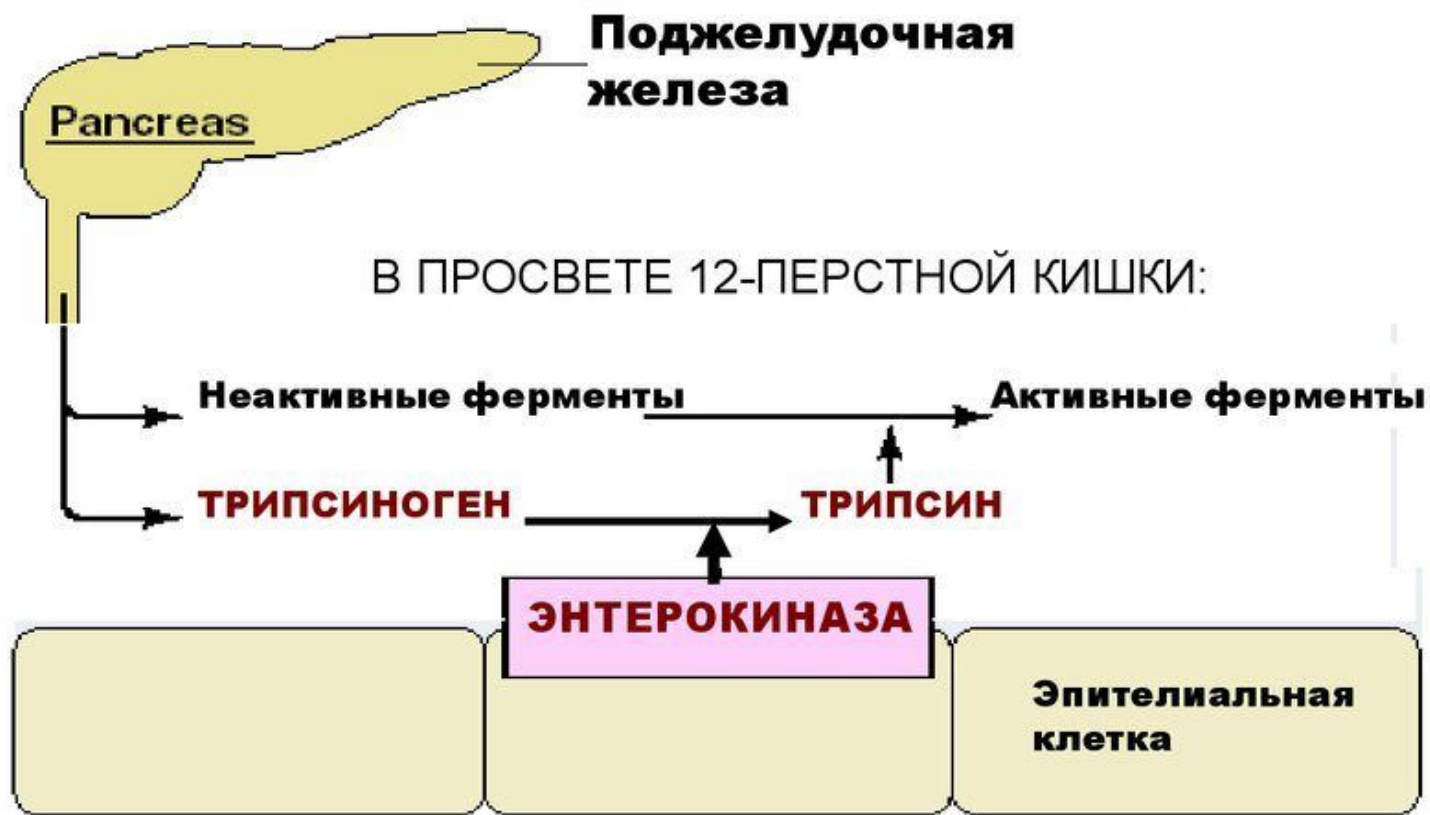 Поджелудочная
железа
Pancreas
В ПРОСВЕТЕ 12-ПЕРСТНОЙ КИШКИ:
Неактивные ферменты Активные ферменты
ТРИПСИНОГЕН ТРИПСИН
ЭНТЕРОКИНАЗА
Эпителиальная
клетка